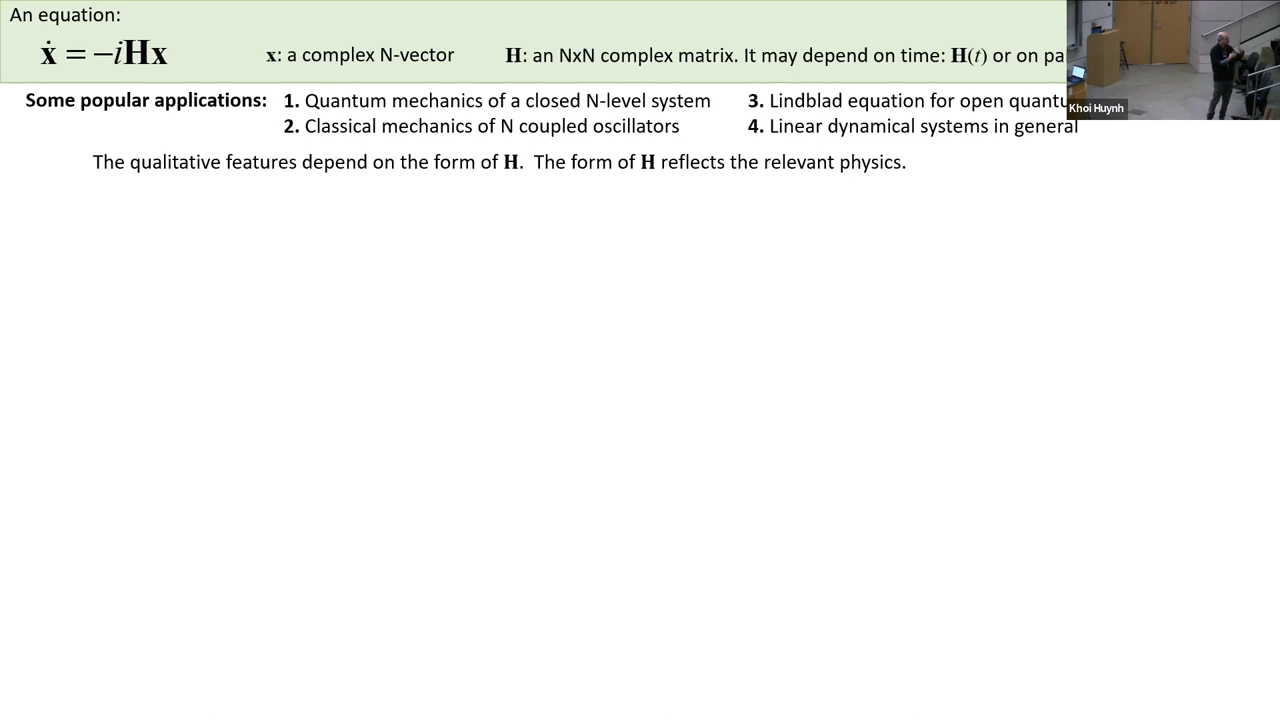 An equation:
ẋ = −iHx x: a complex N-vector H: an NxN complex matrix. It may depend on time: H(t) or on pa
Khoi Huynh
Some popular applications: 1. Quantum mechanics of a closed N-level system 3. Lindblad equation for open quantu
2. Classical mechanics of N coupled oscillators 4. Linear dynamical systems in general
The qualitative features depend on the form of H. The form of H reflects the relevant physics.